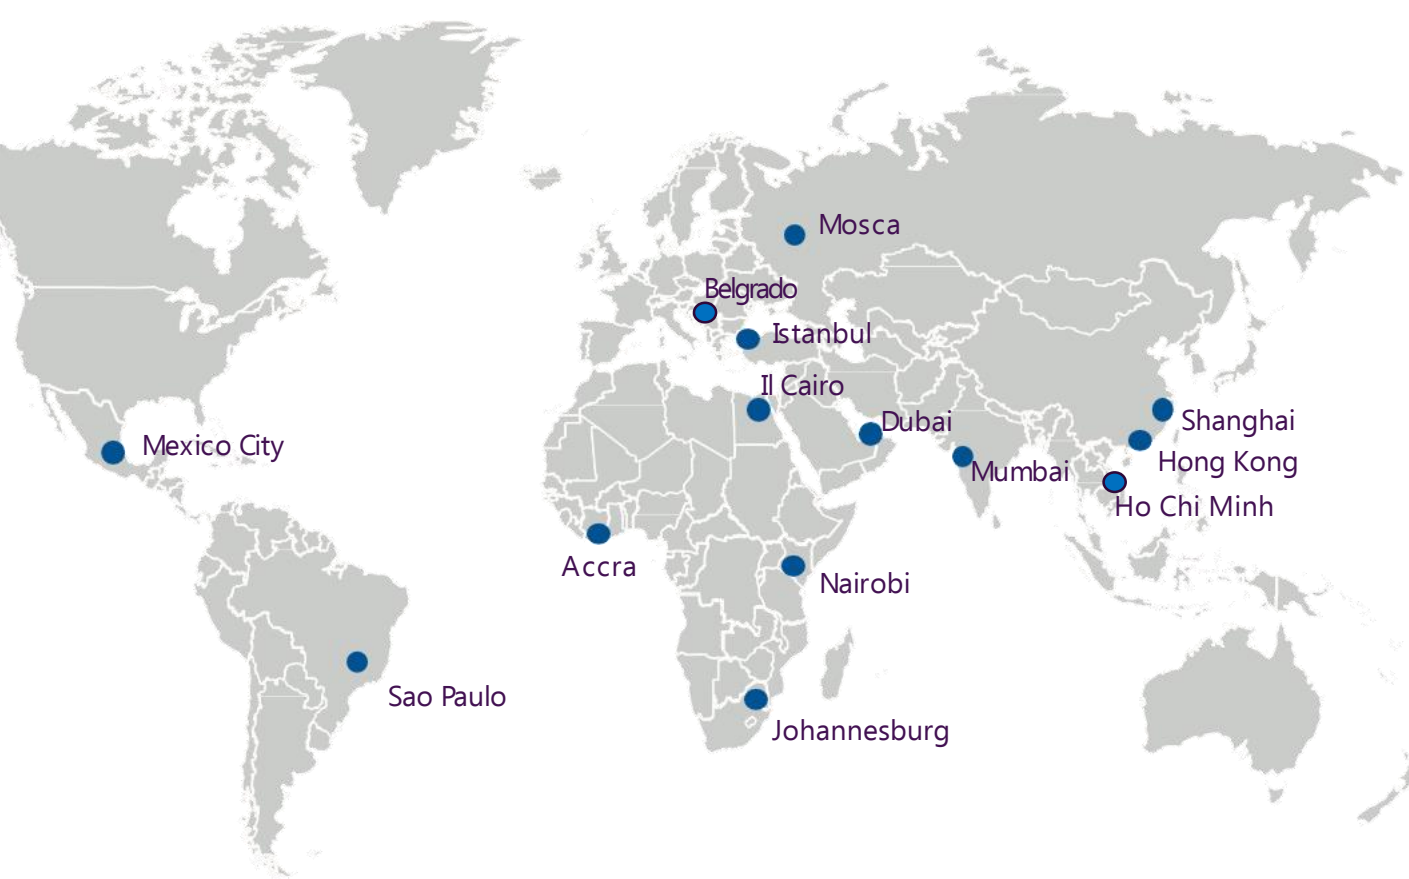 Mosca
Belgrado
Istanbul
Il Cairo
Dubai
Shanghai
Mexico City
Hong Kong
Mumbai
Ho Chi Minh
Accra
Nairobi
Sao Paulo
Johannesburg